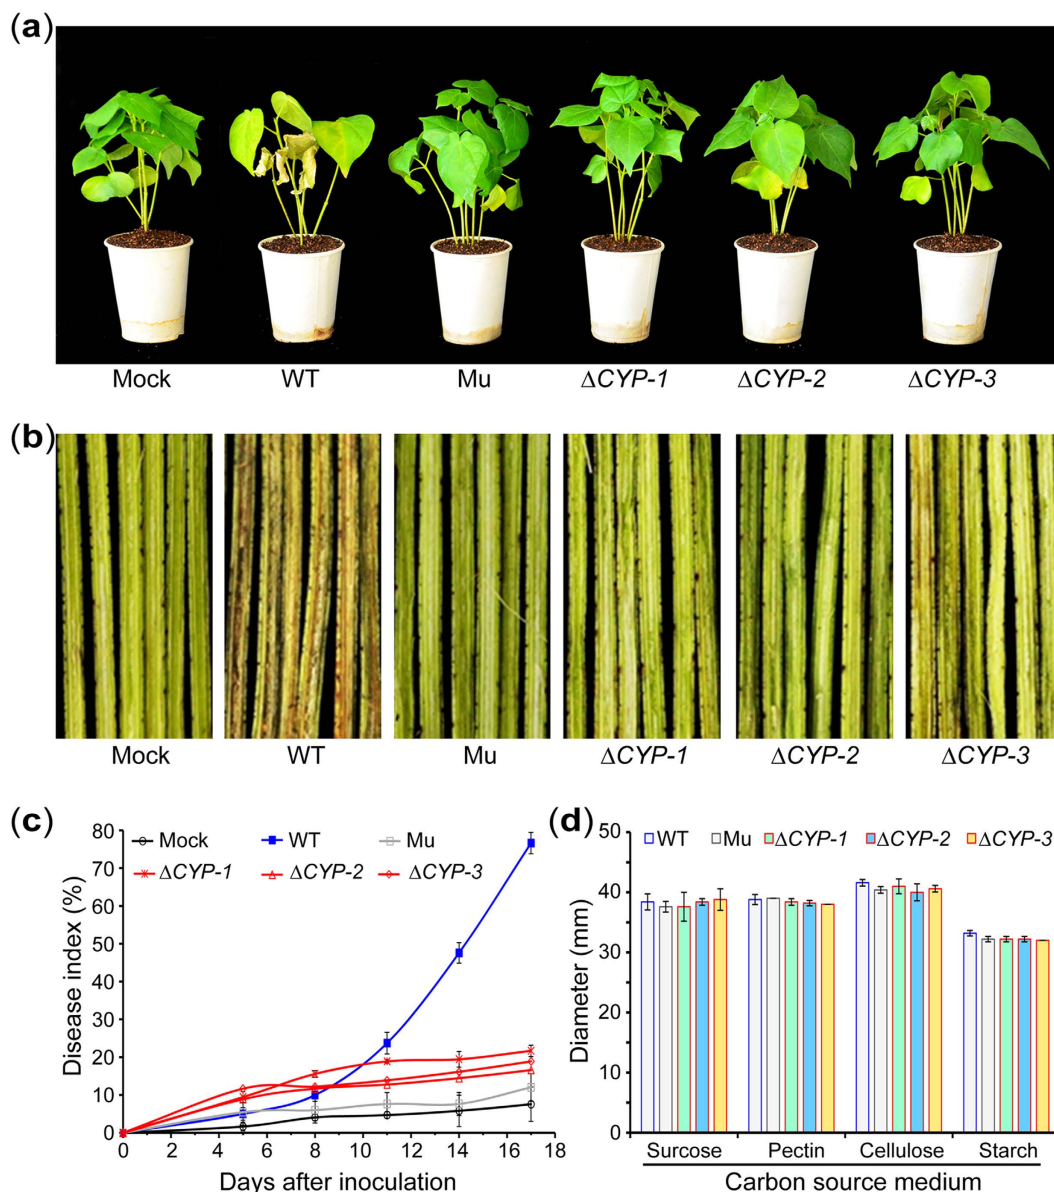 (a)
Mock WT Mu ΔCYP-1 ΔCYP-2 ΔCYP-3
(b)
Mock WT Mu ΔCYP-1 ΔCYP-2 ΔCYP-3
(c)
Mock WT Mu
ΔCYP-1 ΔCYP-2 ΔCYP-3
Disease index (%)
80
70
60
50
40
30
20
10
0
0 2 4 6 8 10 12 14 16 18
Days after inoculation
(d)
WT Mu ΔCYP-1 ΔCYP-2 ΔCYP-3
Diameter (mm)
50
40
30
20
10
0
Surcose Pectin Cellulose Starch
Carbon source medium